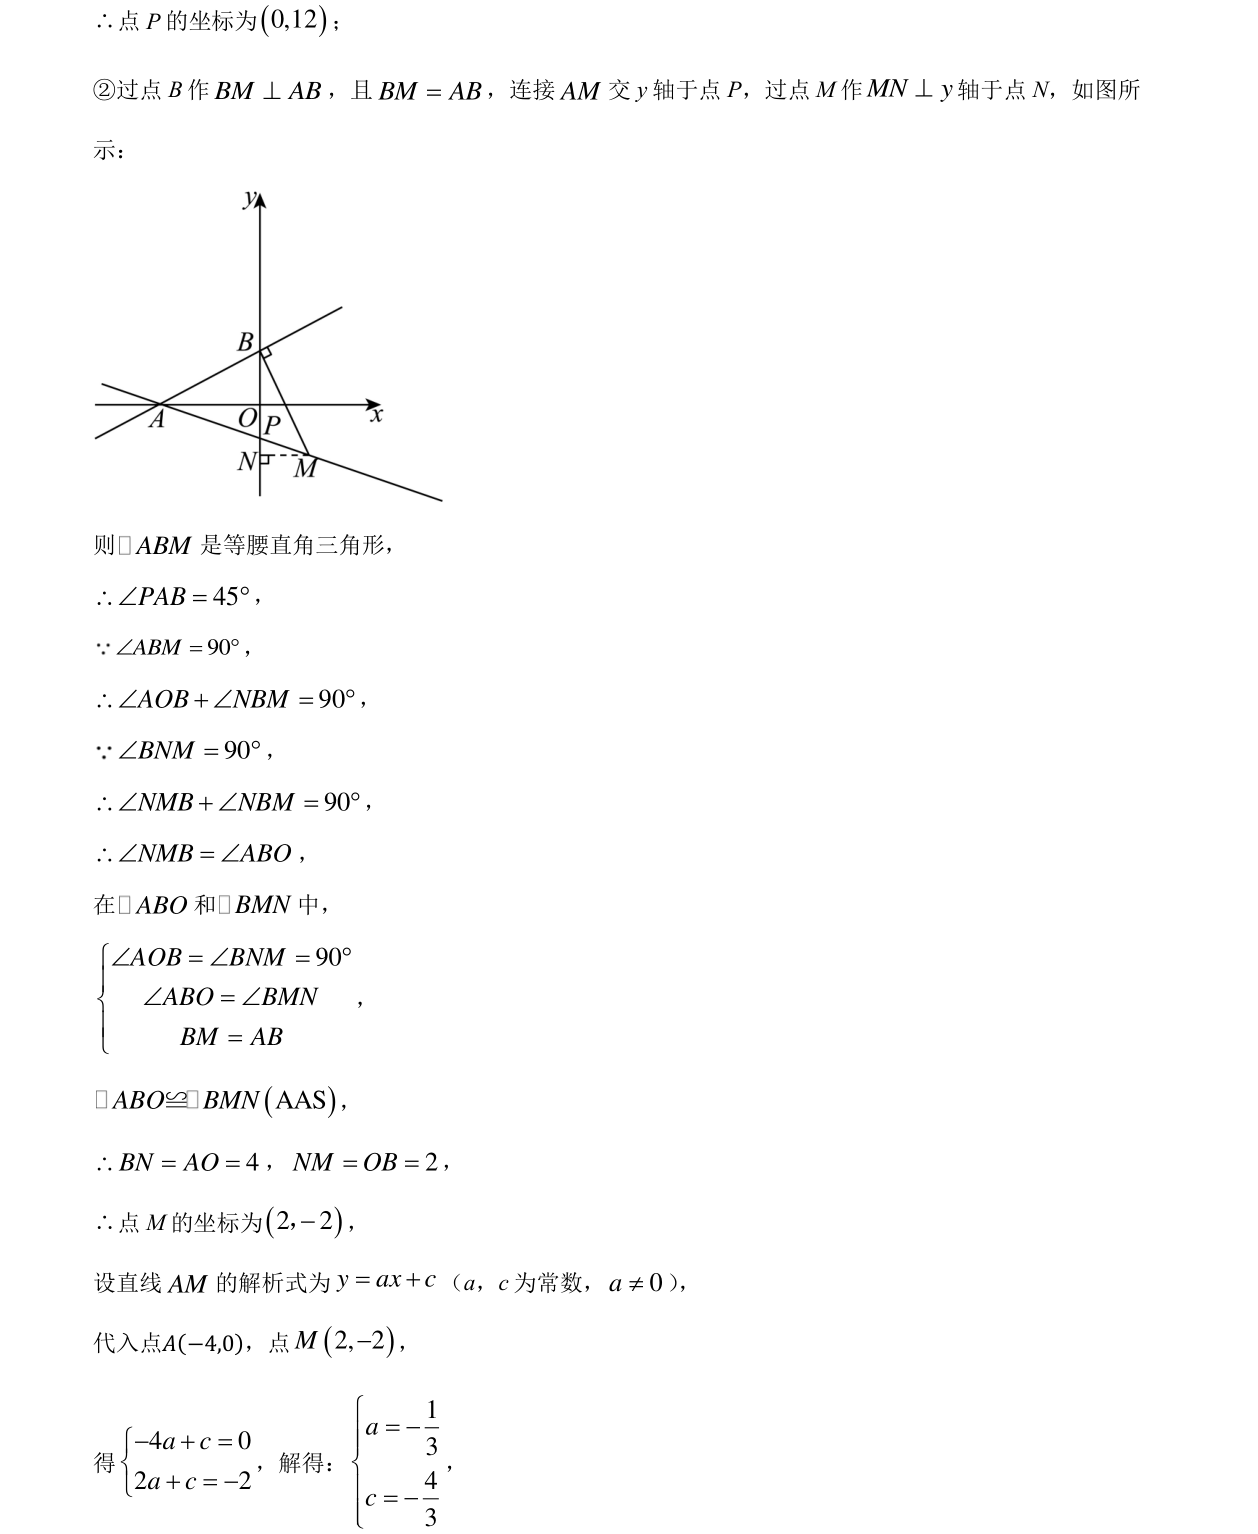 ∴点 P 的坐标为(0,12)；
②过点 B 作 BM ⊥ AB，且 BM = AB，连接 AM 交 y 轴于点 P，过点 M 作 MN ⊥ y 轴于点 N，如图所
示：
y
B
A
O
P
x
N
M
则□ABM 是等腰直角三角形，
∴∠PAB = 45°，
∵∠ABM = 90°，
∴∠AOB + ∠NBM = 90°，
∵∠BNM = 90°，
∴∠NMB + ∠NBM = 90°，
∴∠NMB = ∠ABO，
在□ABO 和□BMN 中，
∠AOB = ∠BNM = 90°
∠ABO = ∠BMN ，
BM = AB
□ABO≌□BMN(AAS)，
∴BN = AO = 4，NM = OB = 2，
∴点 M 的坐标为(2,−2)，
设直线 AM 的解析式为 y = ax + c（a，c 为常数，a ≠ 0），
代入点A(−4,0)，点 M(2,−2)，
得{−4a + c = 0, 2a + c = −2，解得：{a = −1/3, c = −4/3，